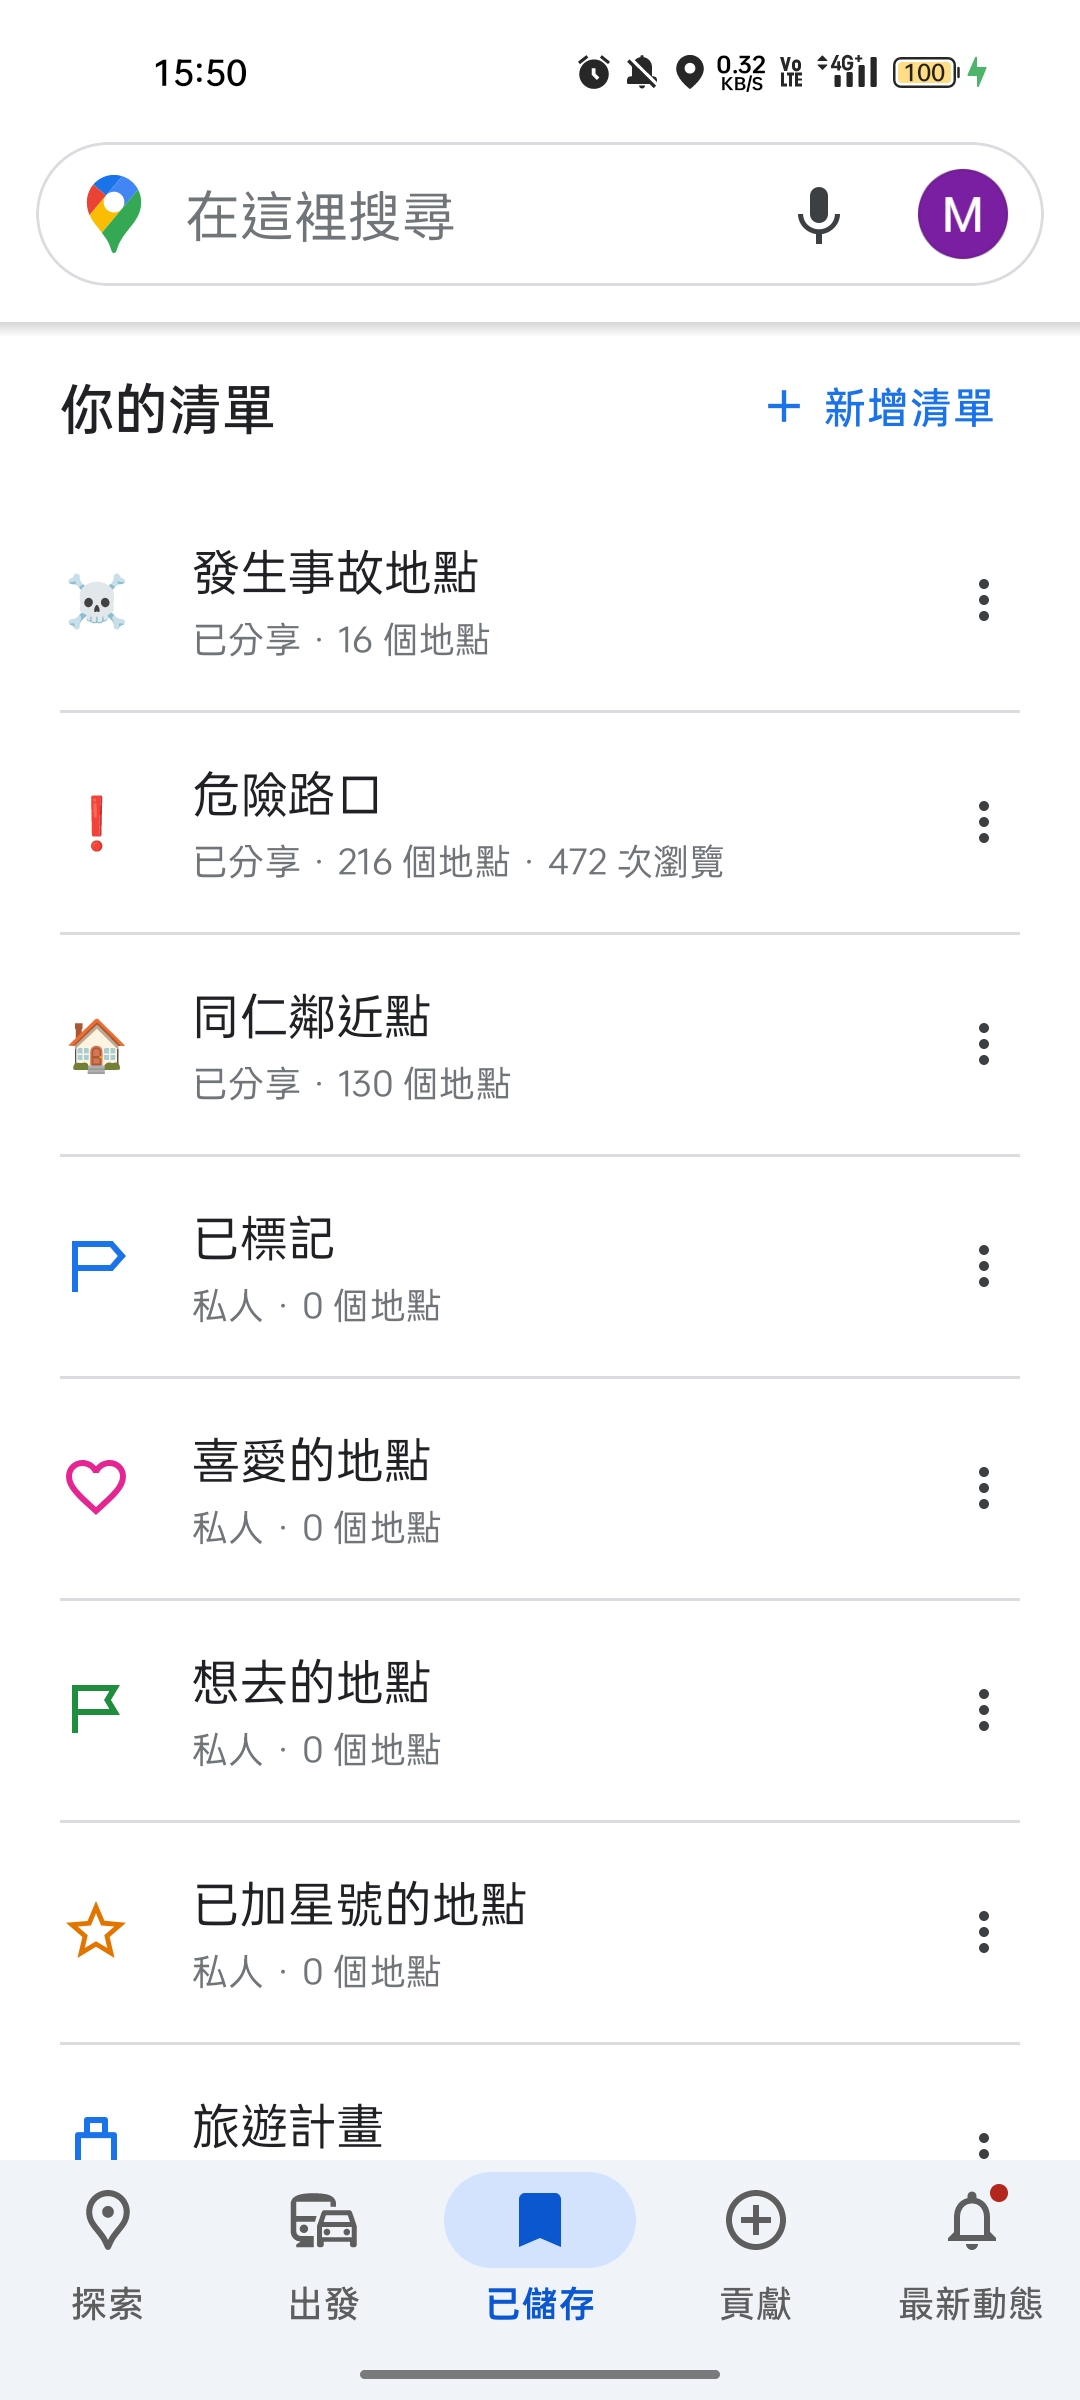 15:50
0.32 KB/S
Vo LTE
4G+
100
在這裡搜尋
M
你的清單
+ 新增清單
發生事故地點
已分享 · 16 個地點
危險路口
已分享 · 216 個地點 · 472 次瀏覽
同仁鄰近點
已分享 · 130 個地點
已標記
私人 · 0 個地點
喜愛的地點
私人 · 0 個地點
想去的地點
私人 · 0 個地點
已加星號的地點
私人 · 0 個地點
旅遊計畫
探索
出發
已儲存
貢獻
最新動態